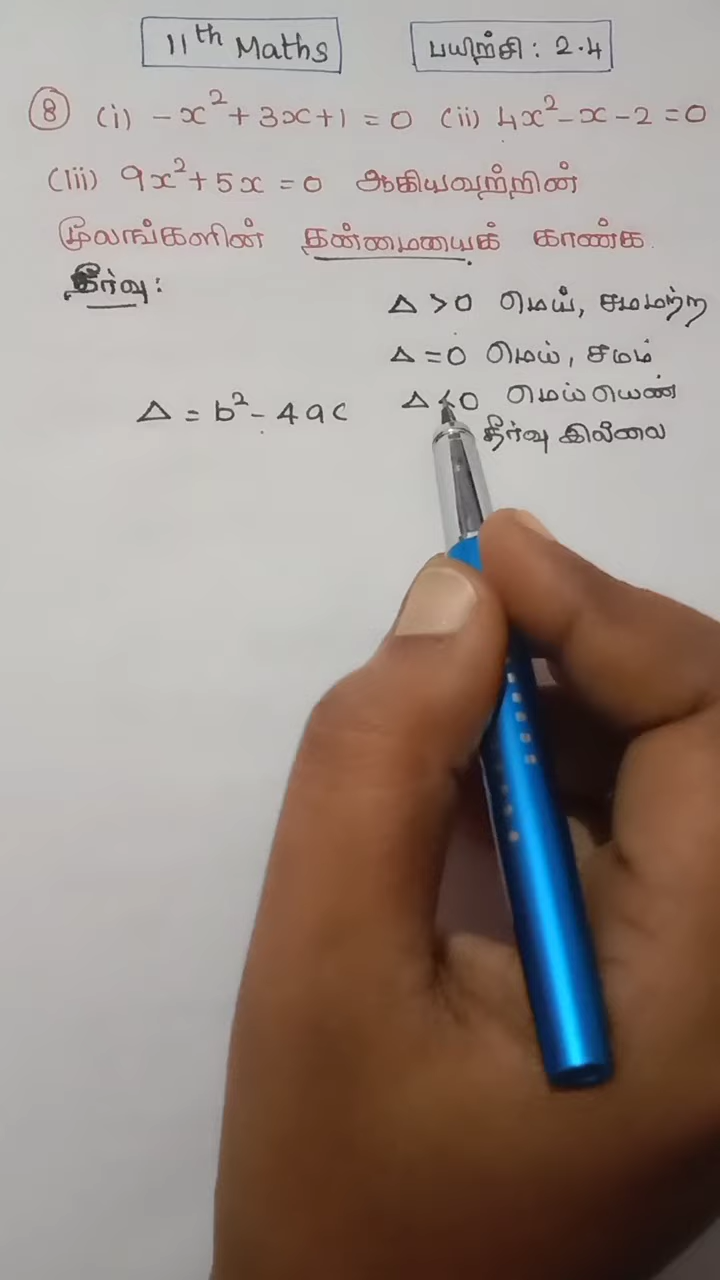 11th Maths பயிற்சி : 2.4
⑧ (i) -x² + 3x + 1 = 0 (ii) 4x² - x - 2 = 0
(iii) 9x² + 5x = 0 ஆகியவற்றின்
மூலங்களின் தன்மையைக் காண்க.
தீர்வு :
Δ > 0 மெய், சமமற்ற
Δ = 0 மெய், சமம்
Δ = b² - 4ac Δ < 0 மெய்யெண்
தீர்வு இல்லை